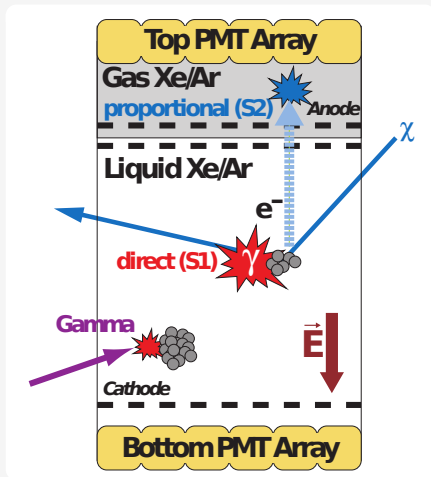 Top PMT Array
Gas Xe/Ar
proportional (S2)
Anode
Liquid Xe/Ar
χ
e⁻
direct (S1)
γ
Gamma
E⃗
Cathode
Bottom PMT Array